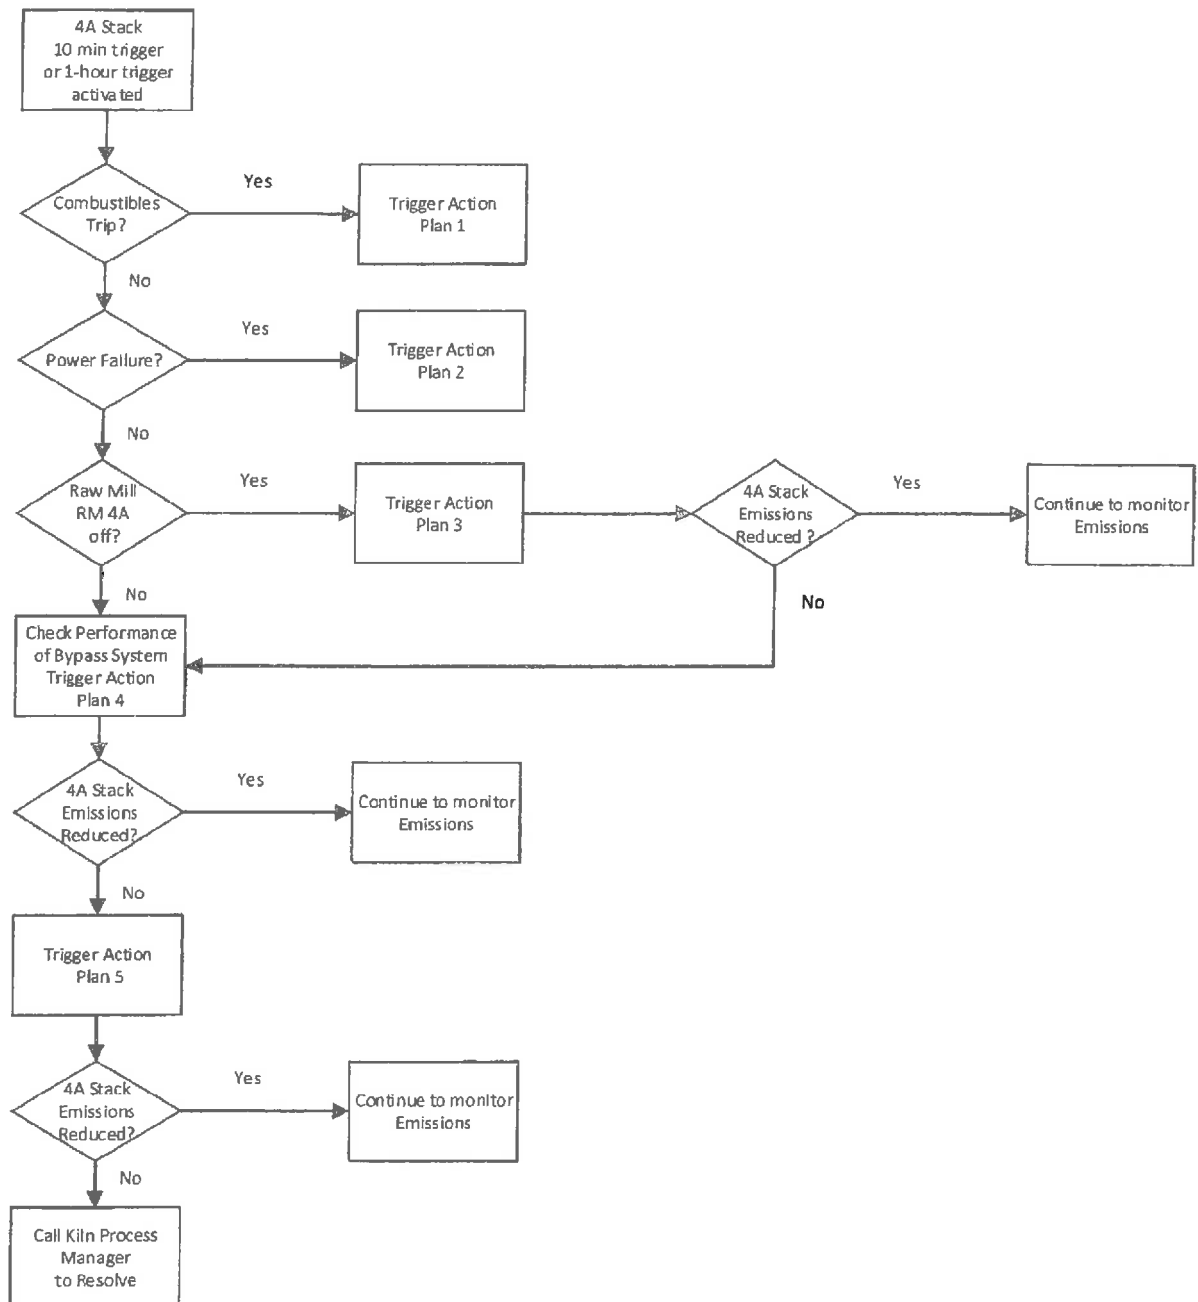 4A Stack
10 min trigger
or 1-hour trigger
activated
Combustibles
Trip?
Yes
Trigger Action
Plan 1
No
Power Failure?
Yes
Trigger Action
Plan 2
No
Raw Mill
RM 4A
off?
Yes
Trigger Action
Plan 3
4A Stack
Emissions
Reduced ?
Yes
Continue to monitor
Emissions
No
No
Check Performance
of Bypass System
Trigger Action
Plan 4
4A Stack
Emissions
Reduced?
Yes
Continue to monitor
Emissions
No
Trigger Action
Plan 5
4A Stack
Emissions
Reduced?
Yes
Continue to monitor
Emissions
No
Call Kiln Process
Manager
to Resolve